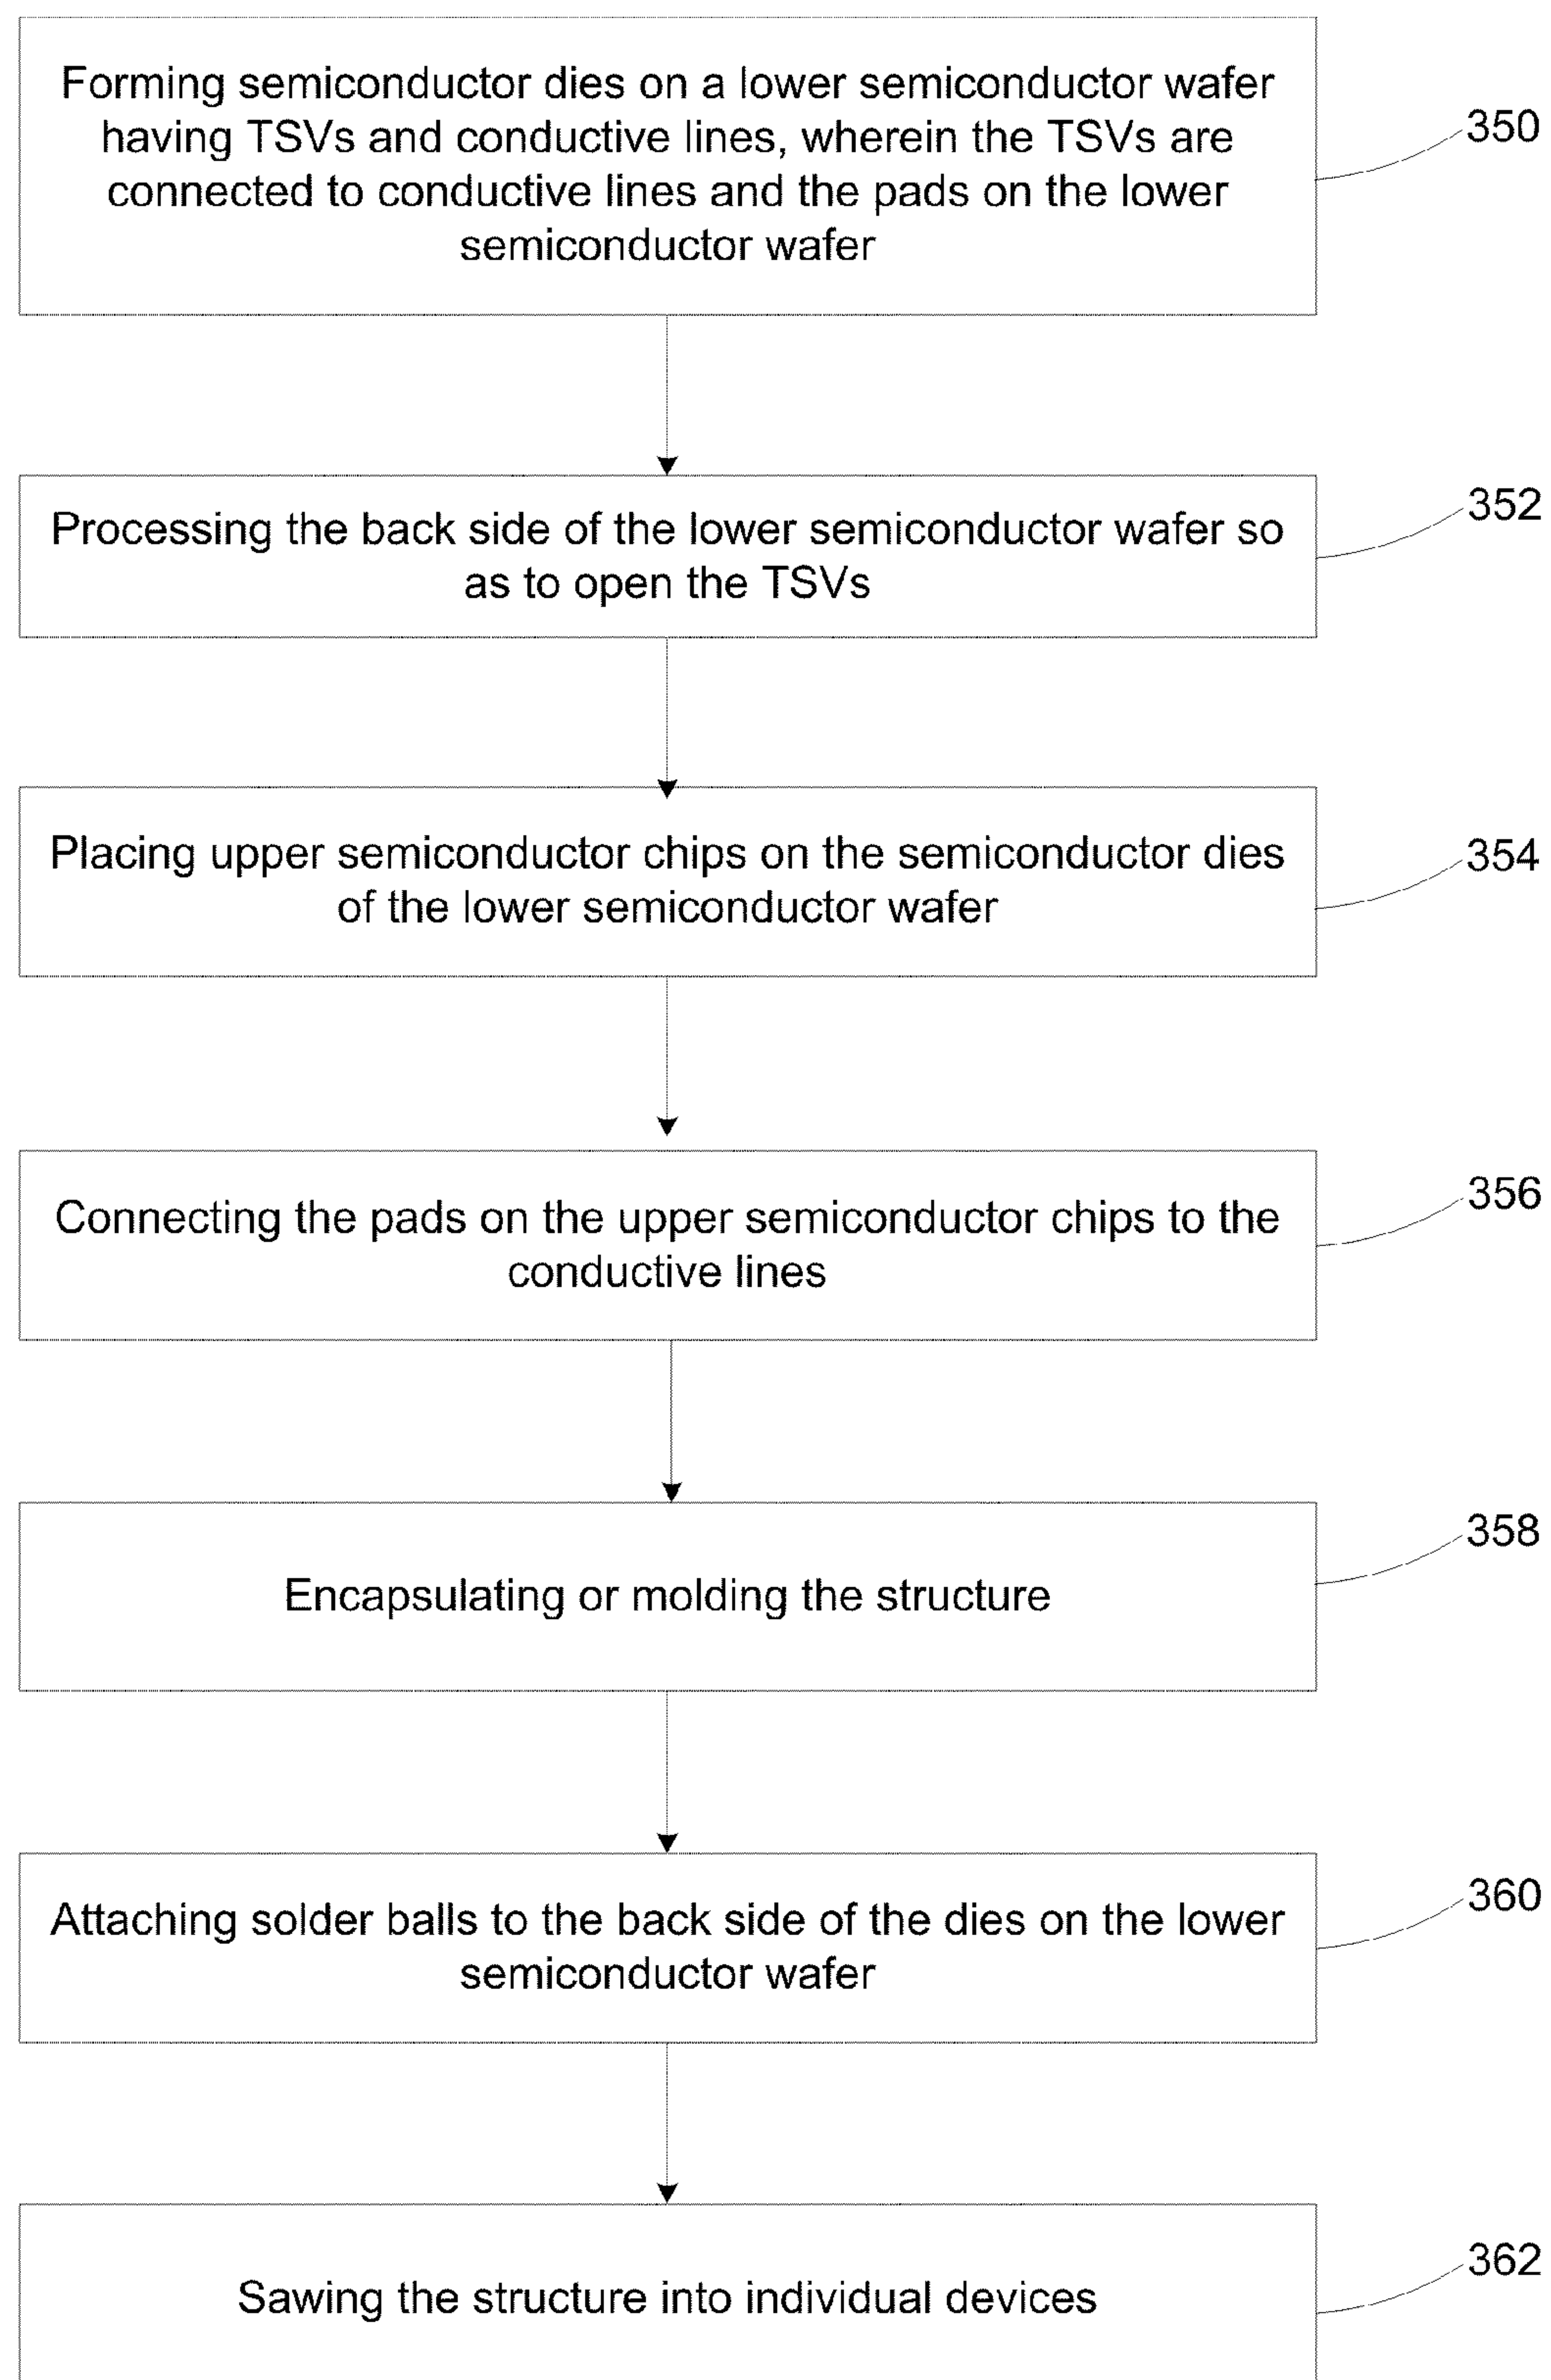 Forming semiconductor dies on a lower semiconductor wafer
having TSVs and conductive lines, wherein the TSVs are
connected to conductive lines and the pads on the lower
semiconductor wafer
350
Processing the back side of the lower semiconductor wafer so
as to open the TSVs
352
Placing upper semiconductor chips on the semiconductor dies
of the lower semiconductor wafer
354
Connecting the pads on the upper semiconductor chips to the
conductive lines
356
Encapsulating or molding the structure
358
Attaching solder balls to the back side of the dies on the lower
semiconductor wafer
360
Sawing the structure into individual devices
362